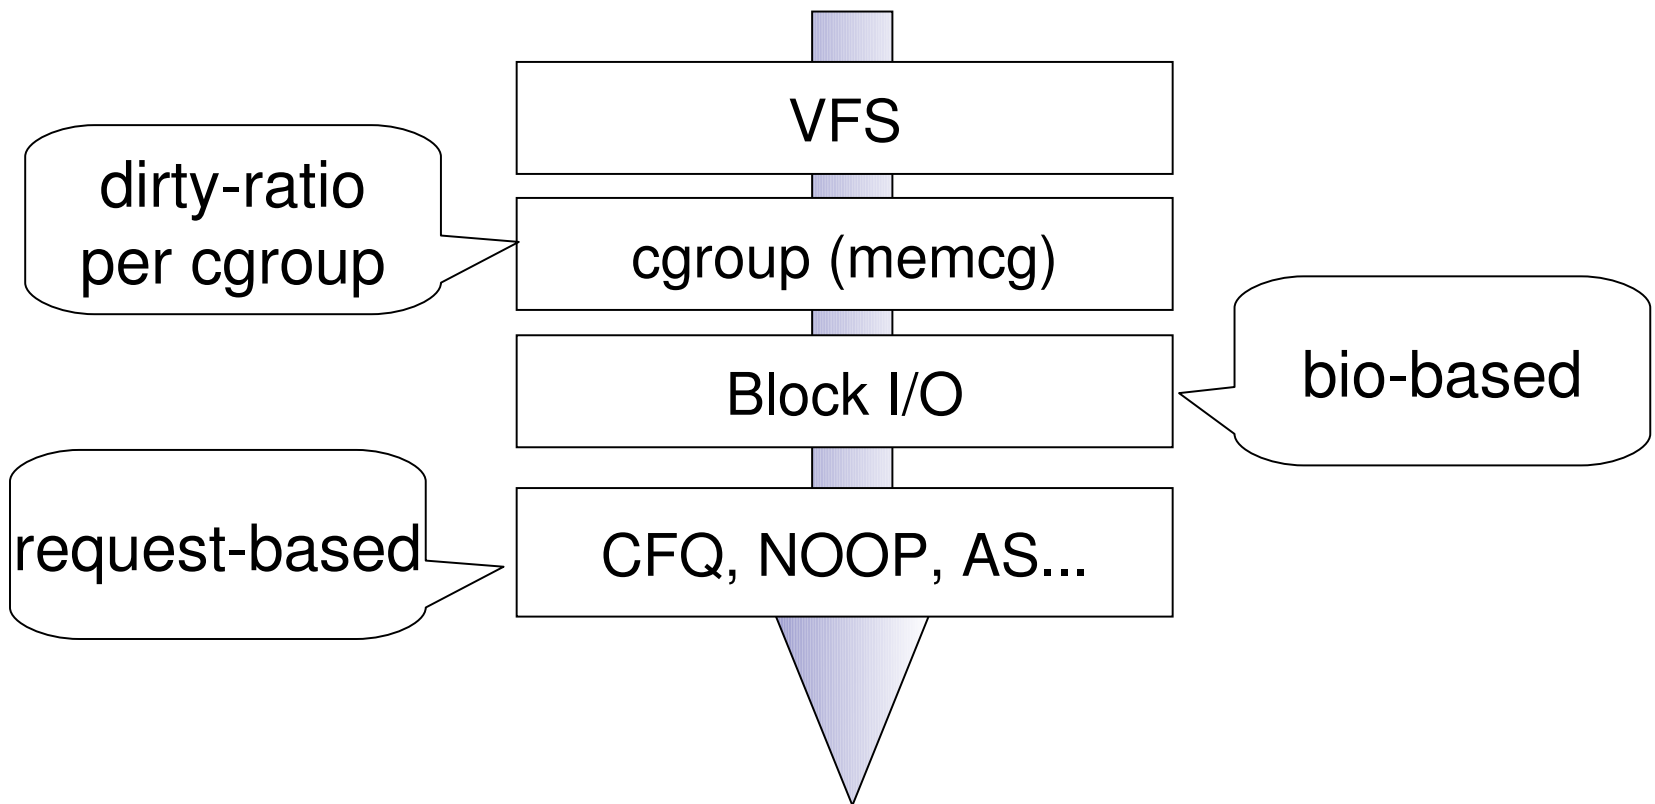 VFS
dirty-ratio
per cgroup
cgroup (memcg)
Block I/O
bio-based
request-based
CFQ, NOOP, AS...